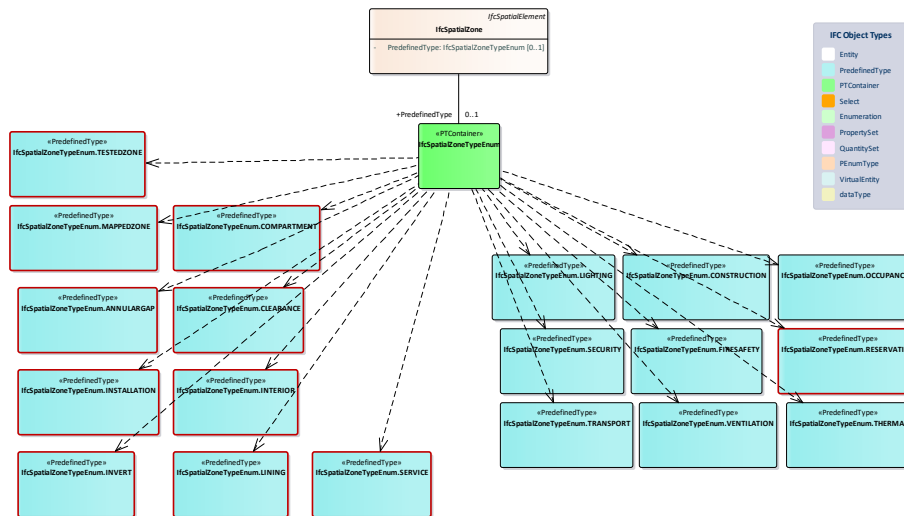 IfcSpatialElement
IfcSpatialZone
- PredefinedType: IfcSpatialZoneTypeEnum [0..1]
+PredefinedType 0..1
«PTContainer»
IfcSpatialZoneTypeEnum
IFC Object Types
Entity
PredefinedType
PTContainer
Select
Enumeration
PropertySet
QuantitySet
PEnumType
VirtualEntity
dataType
«PredefinedType»
IfcSpatialZoneTypeEnum.TESTEDZONE
«PredefinedType»
IfcSpatialZoneTypeEnum.MAPPEDZONE
«PredefinedType»
IfcSpatialZoneTypeEnum.COMPARTMENT
«PredefinedType»
IfcSpatialZoneTypeEnum.LIGHTING
«PredefinedType»
IfcSpatialZoneTypeEnum.CONSTRUCTION
«PredefinedType»
IfcSpatialZoneTypeEnum.OCCUPANC
«PredefinedType»
IfcSpatialZoneTypeEnum.ANNULARGAP
«PredefinedType»
IfcSpatialZoneTypeEnum.CLEARANCE
«PredefinedType»
IfcSpatialZoneTypeEnum.SECURITY
«PredefinedType»
IfcSpatialZoneTypeEnum.FIRESAFETY
«PredefinedType»
IfcSpatialZoneTypeEnum.RESERVATI
«PredefinedType»
IfcSpatialZoneTypeEnum.INSTALLATION
«PredefinedType»
IfcSpatialZoneTypeEnum.INTERIOR
«PredefinedType»
IfcSpatialZoneTypeEnum.TRANSPORT
«PredefinedType»
IfcSpatialZoneTypeEnum.VENTILATION
«PredefinedType»
IfcSpatialZoneTypeEnum.THERMA
«PredefinedType»
IfcSpatialZoneTypeEnum.INVERT
«PredefinedType»
IfcSpatialZoneTypeEnum.LINING
«PredefinedType»
IfcSpatialZoneTypeEnum.SERVICE